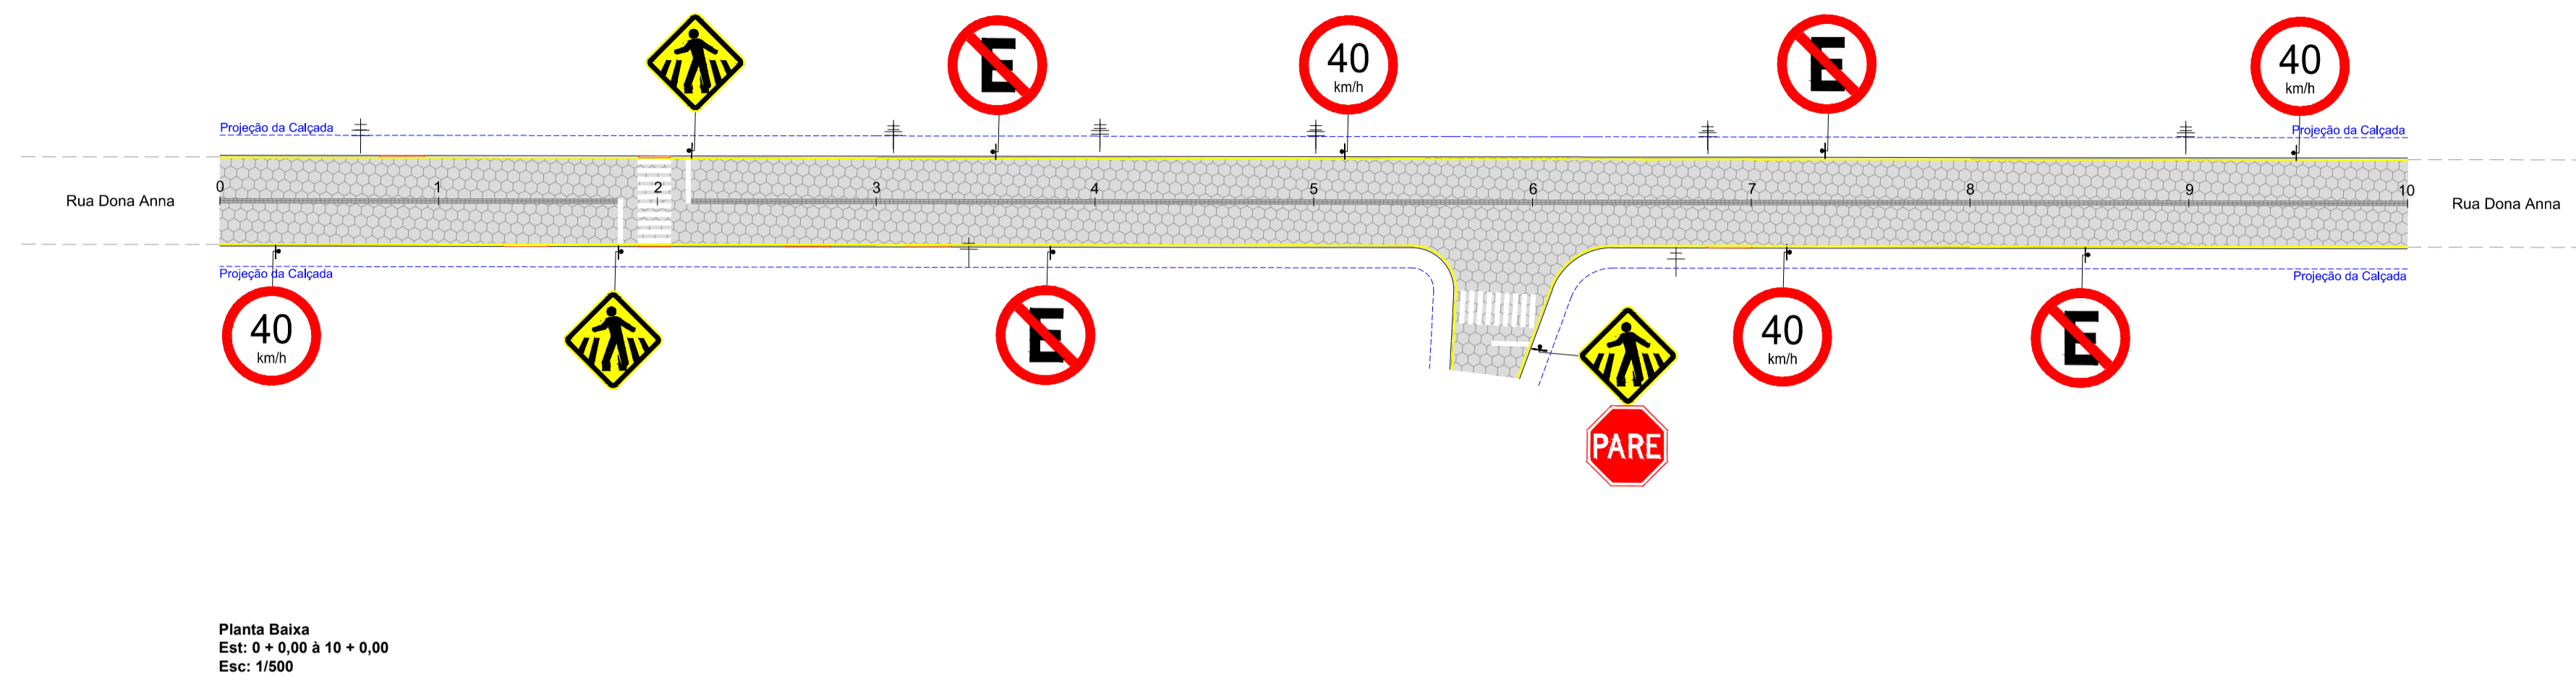 E
40
km/h
E
40
km/h
Projeção da Calçada
Projeção da Calçada
Rua Dona Anna
0 1 2 3 4 5 6 7 8 9 10
Rua Dona Anna
Projeção da Calçada
Projeção da Calçada
40
km/h
E
40
km/h
E
PARE
Planta Baixa
Est: 0 + 0,00 à 10 + 0,00
Esc: 1/500